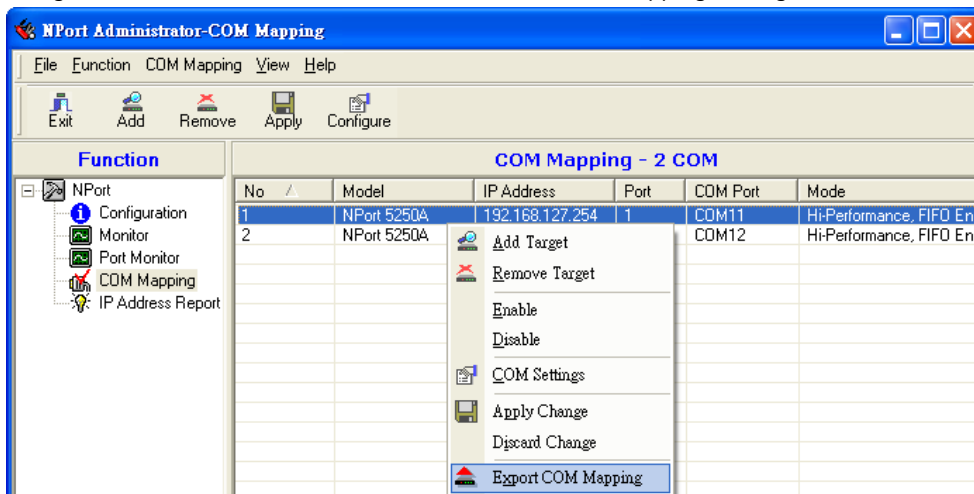 NPort Administrator-COM Mapping
File Function COM Mapping View Help
Exit Add Remove Apply Configure
Function
COM Mapping - 2 COM
NPort
Configuration
Monitor
Port Monitor
COM Mapping
IP Address Report
No Model IP Address Port COM Port Mode
1 NPort 5250A 192.168.127.254 1 COM11 Hi-Performance, FIFO En
2 NPort 5250A COM12 Hi-Performance, FIFO En
Add Target
Remove Target
Enable
Disable
COM Settings
Apply Change
Discard Change
Export COM Mapping